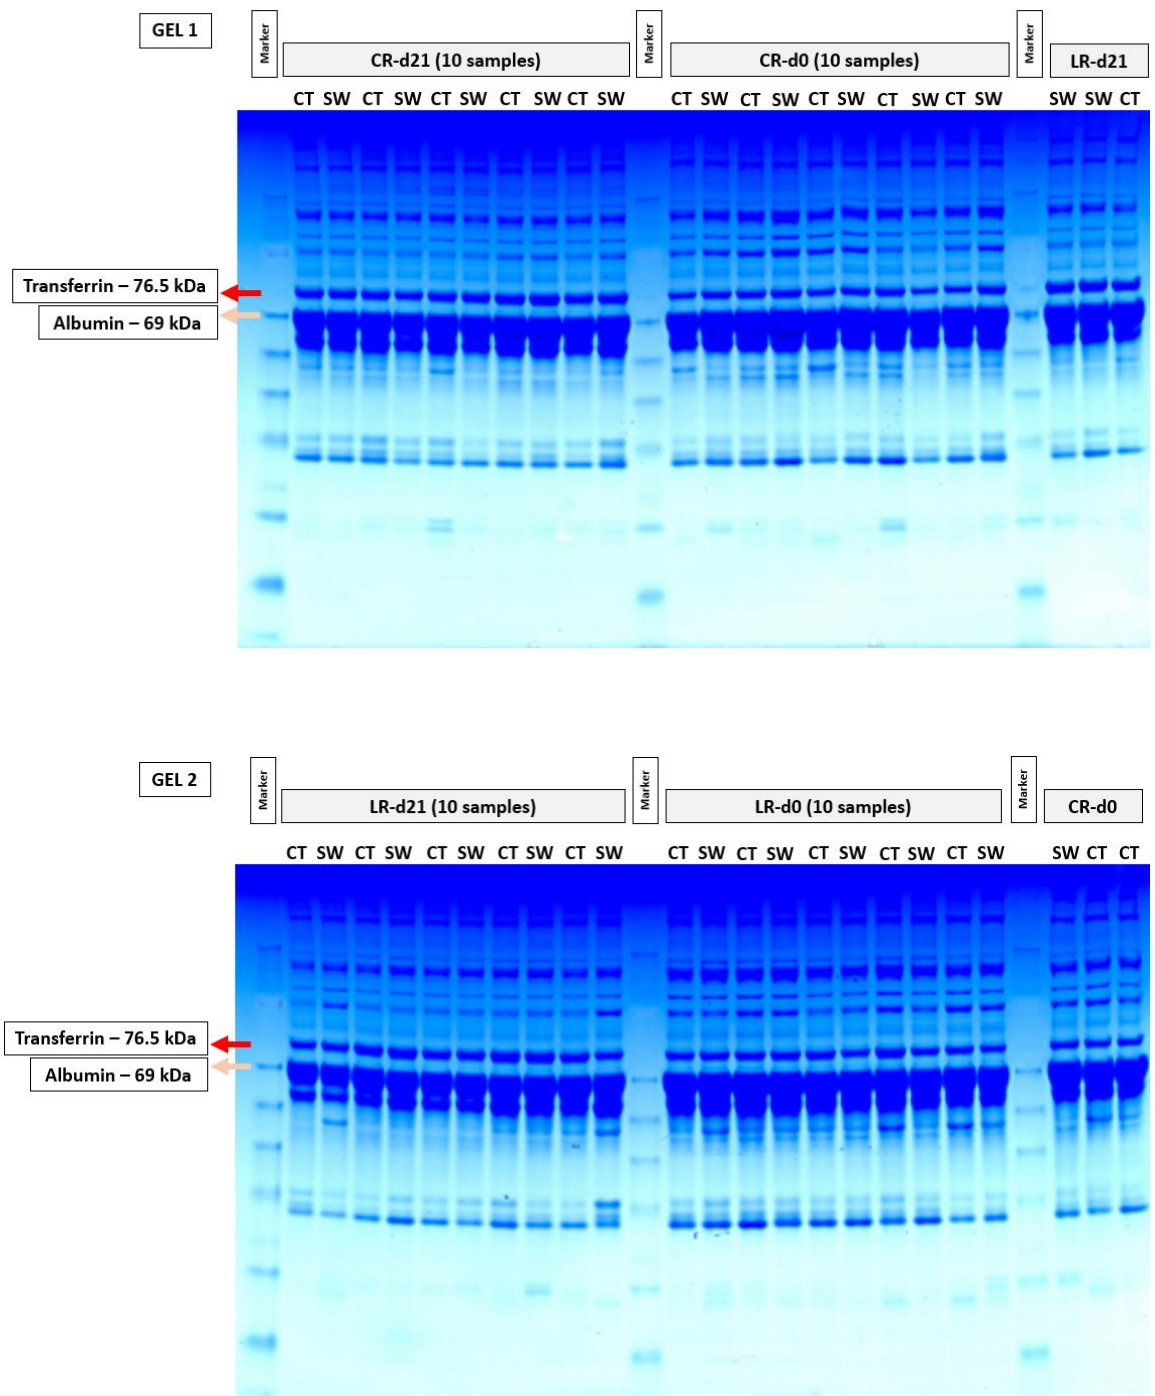 GEL 1
Marker
CR-d21 (10 samples)
Marker
CR-d0 (10 samples)
Marker
LR-d21
CT SW CT SW CT SW CT SW CT SW
CT SW CT SW CT SW CT SW CT SW
SW SW CT
Transferrin – 76.5 kDa
Albumin – 69 kDa
GEL 2
Marker
LR-d21 (10 samples)
Marker
LR-d0 (10 samples)
Marker
CR-d0
CT SW CT SW CT SW CT SW CT SW
CT SW CT SW CT SW CT SW CT SW
SW CT CT
Transferrin – 76.5 kDa
Albumin – 69 kDa